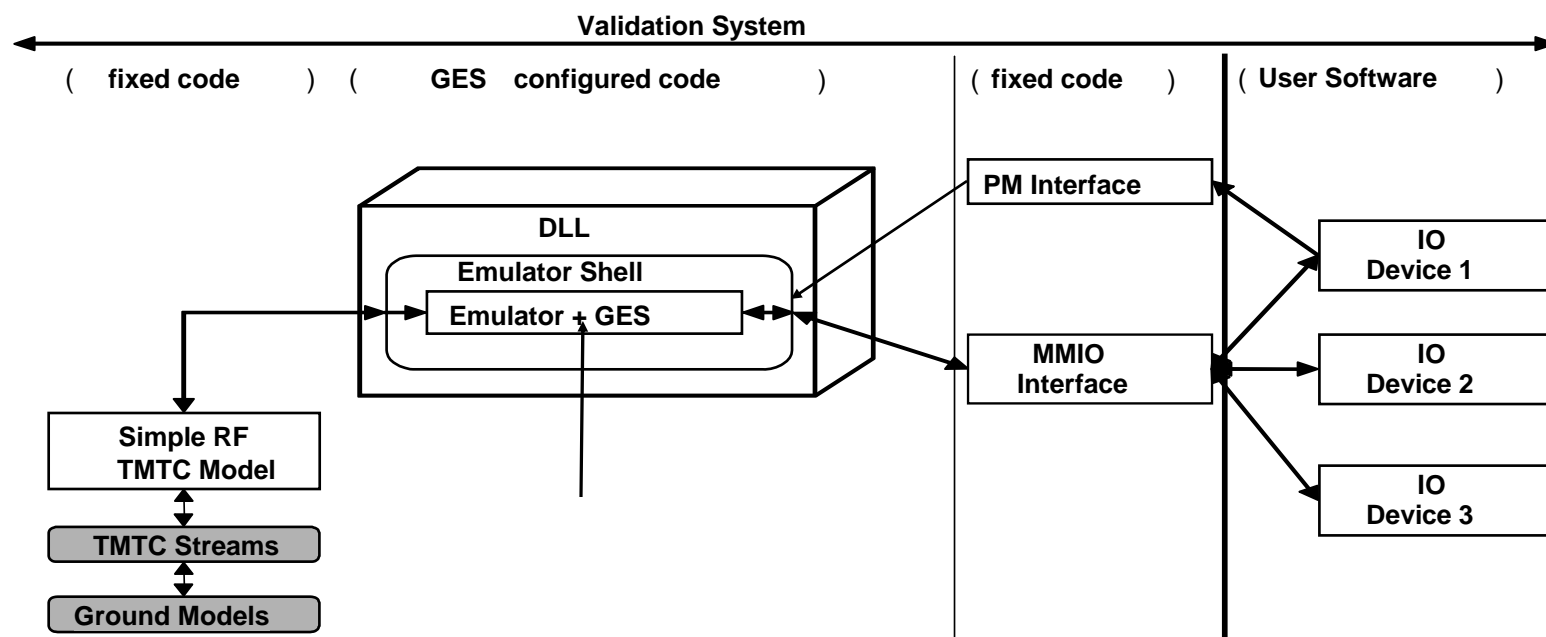 Validation System
( fixed code ) ( GES configured code ) ( fixed code ) ( User Software )
PM Interface
DLL
IO
Device 1
Emulator Shell
Emulator + GES
MMIO
Interface
IO
Device 2
Simple RF
TMTC Model
IO
Device 3
TMTC Streams
Ground Models